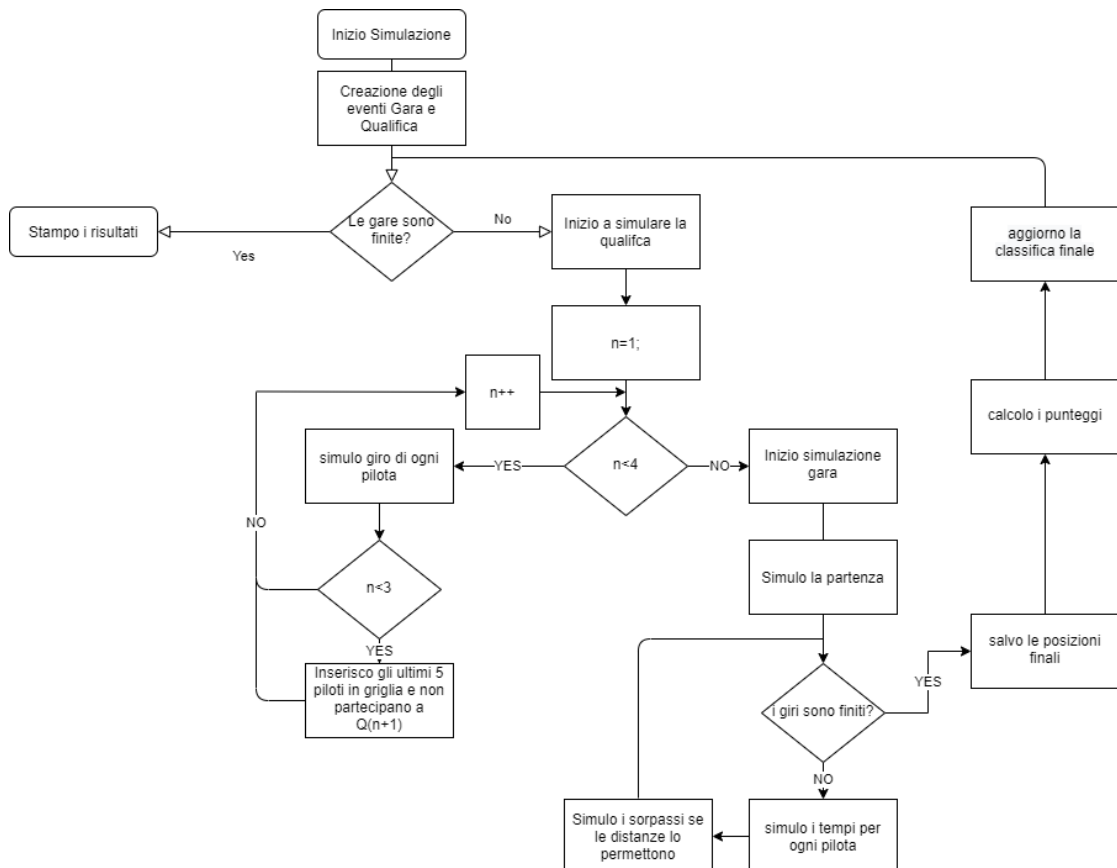 Inizio Simulazione
Creazione degli
eventi Gara e
Qualifica
Le gare sono
finite?
Yes
Stampo i risultati
No
Inizio a simulare la
qualifca
n=1;
n++
n<4
YES
simulo giro di ogni
pilota
n<3
NO
YES
Inserisco gli ultimi 5
piloti in griglia e non
partecipano a
Q(n+1)
NO
Inizio simulazione
gara
Simulo la partenza
i giri sono finiti?
NO
simulo i tempi per
ogni pilota
Simulo i sorpassi se
le distanze lo
permettono
YES
salvo le posizioni
finali
calcolo i punteggi
aggiorno la
classifica finale